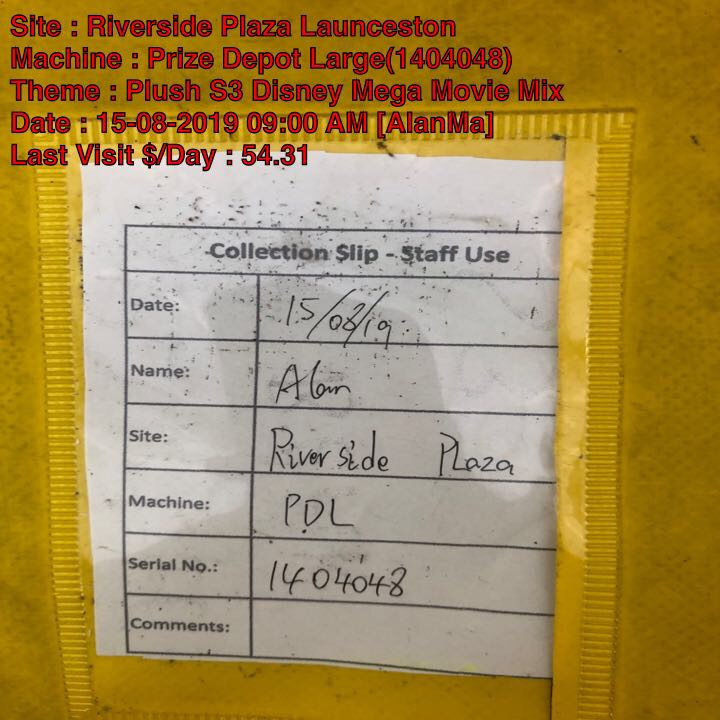 Site : Riverside Plaza Launceston
Machine : Prize Depot Large(1404048)
Theme : Plush S3 Disney Mega Movie Mix
Date : 15-08-2019 09:00 AM [AlanMa]
Last Visit $/Day : 54.31
Collection Slip - Staff Use
Date: 15/08/19
Name: Alan
Site: Riverside Plaza
Machine: PDL
Serial No.: 1404048
Comments: